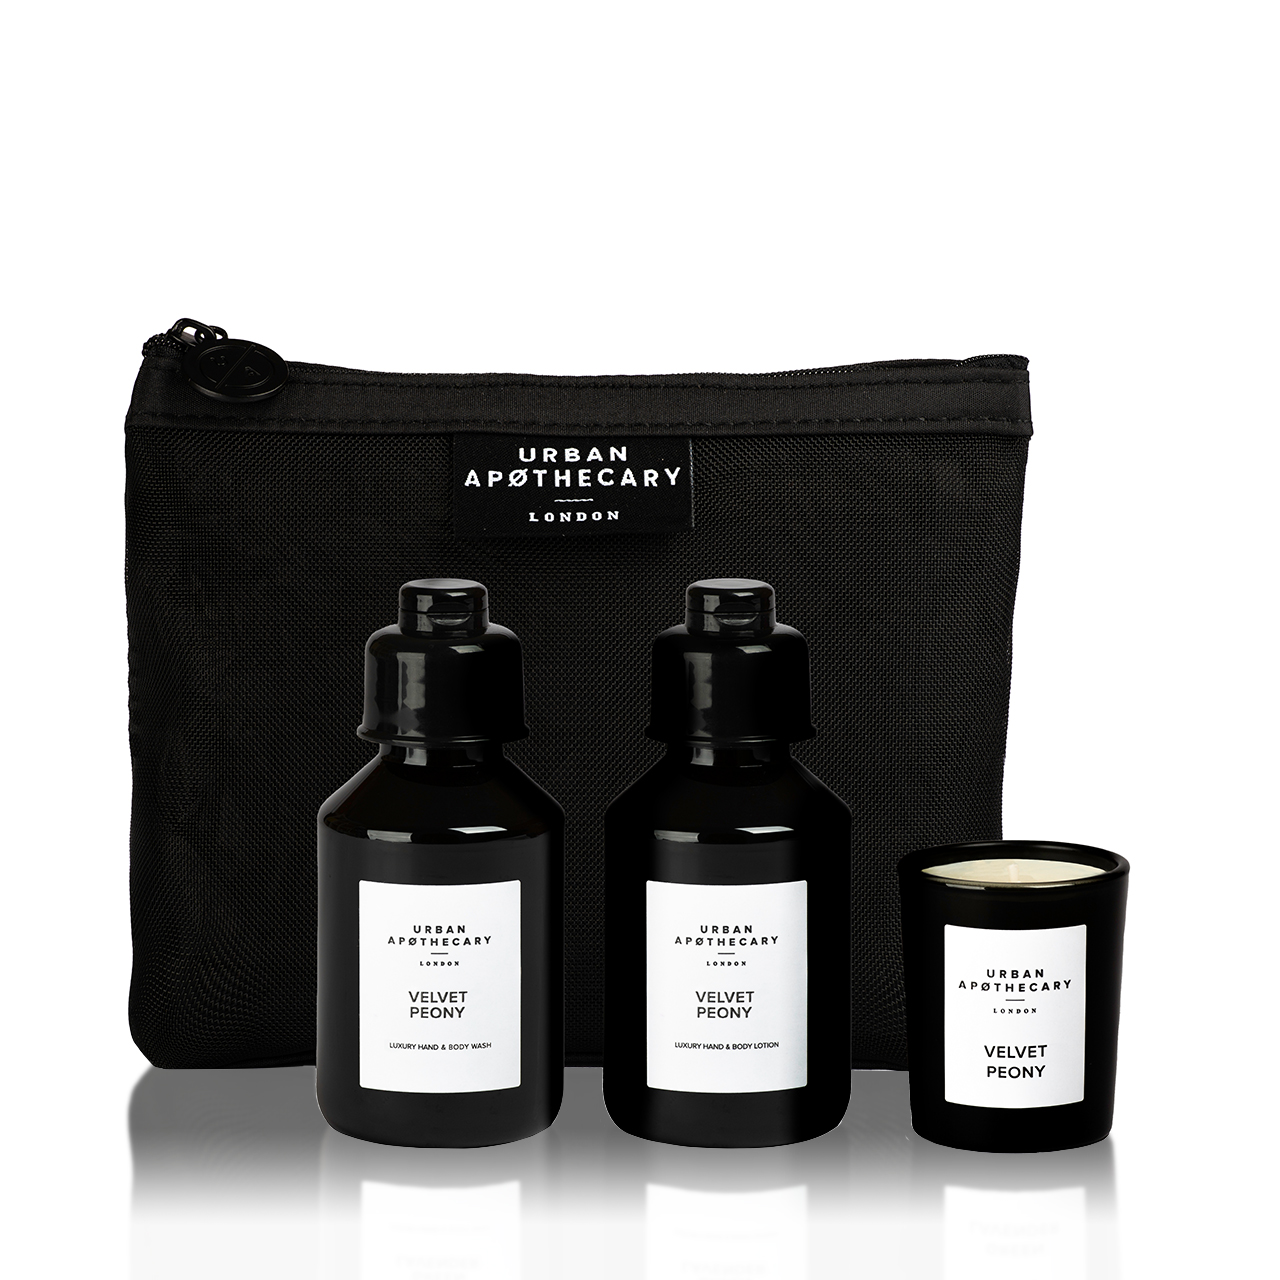 URBAN
APØTHECARY
LONDON
URBAN
APØTHECARY
LONDON
VELVET
PEONY
LUXURY HAND & BODY WASH
URBAN
APØTHECARY
LONDON
VELVET
PEONY
LUXURY HAND & BODY LOTION
URBAN
APØTHECARY
LONDON
VELVET
PEONY